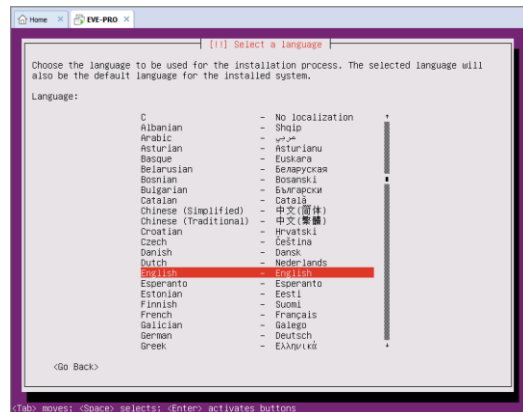 Home × EVE-PRO ×
[!!] Select a language
Choose the language to be used for the installation process. The selected language will
also be the default language for the installed system.
Language:
C - No localization
Albanian - Shqip
Arabic - عربي
Asturian - Asturianu
Basque - Euskara
Belarusian - Беларуская
Bosnian - Bosanski
Bulgarian - Български
Catalan - Català
Chinese (Simplified) - 中文(简体)
Chinese (Traditional) - 中文(繁體)
Croatian - Hrvatski
Czech - Čeština
Danish - Dansk
Dutch - Nederlands
English - English
Esperanto - Esperanto
Estonian - Eesti
Finnish - Suomi
French - Français
Galician - Galego
German - Deutsch
Greek - Ελληνικά
<Go Back>
<Tab> moves; <Space> selects; <Enter> activates buttons